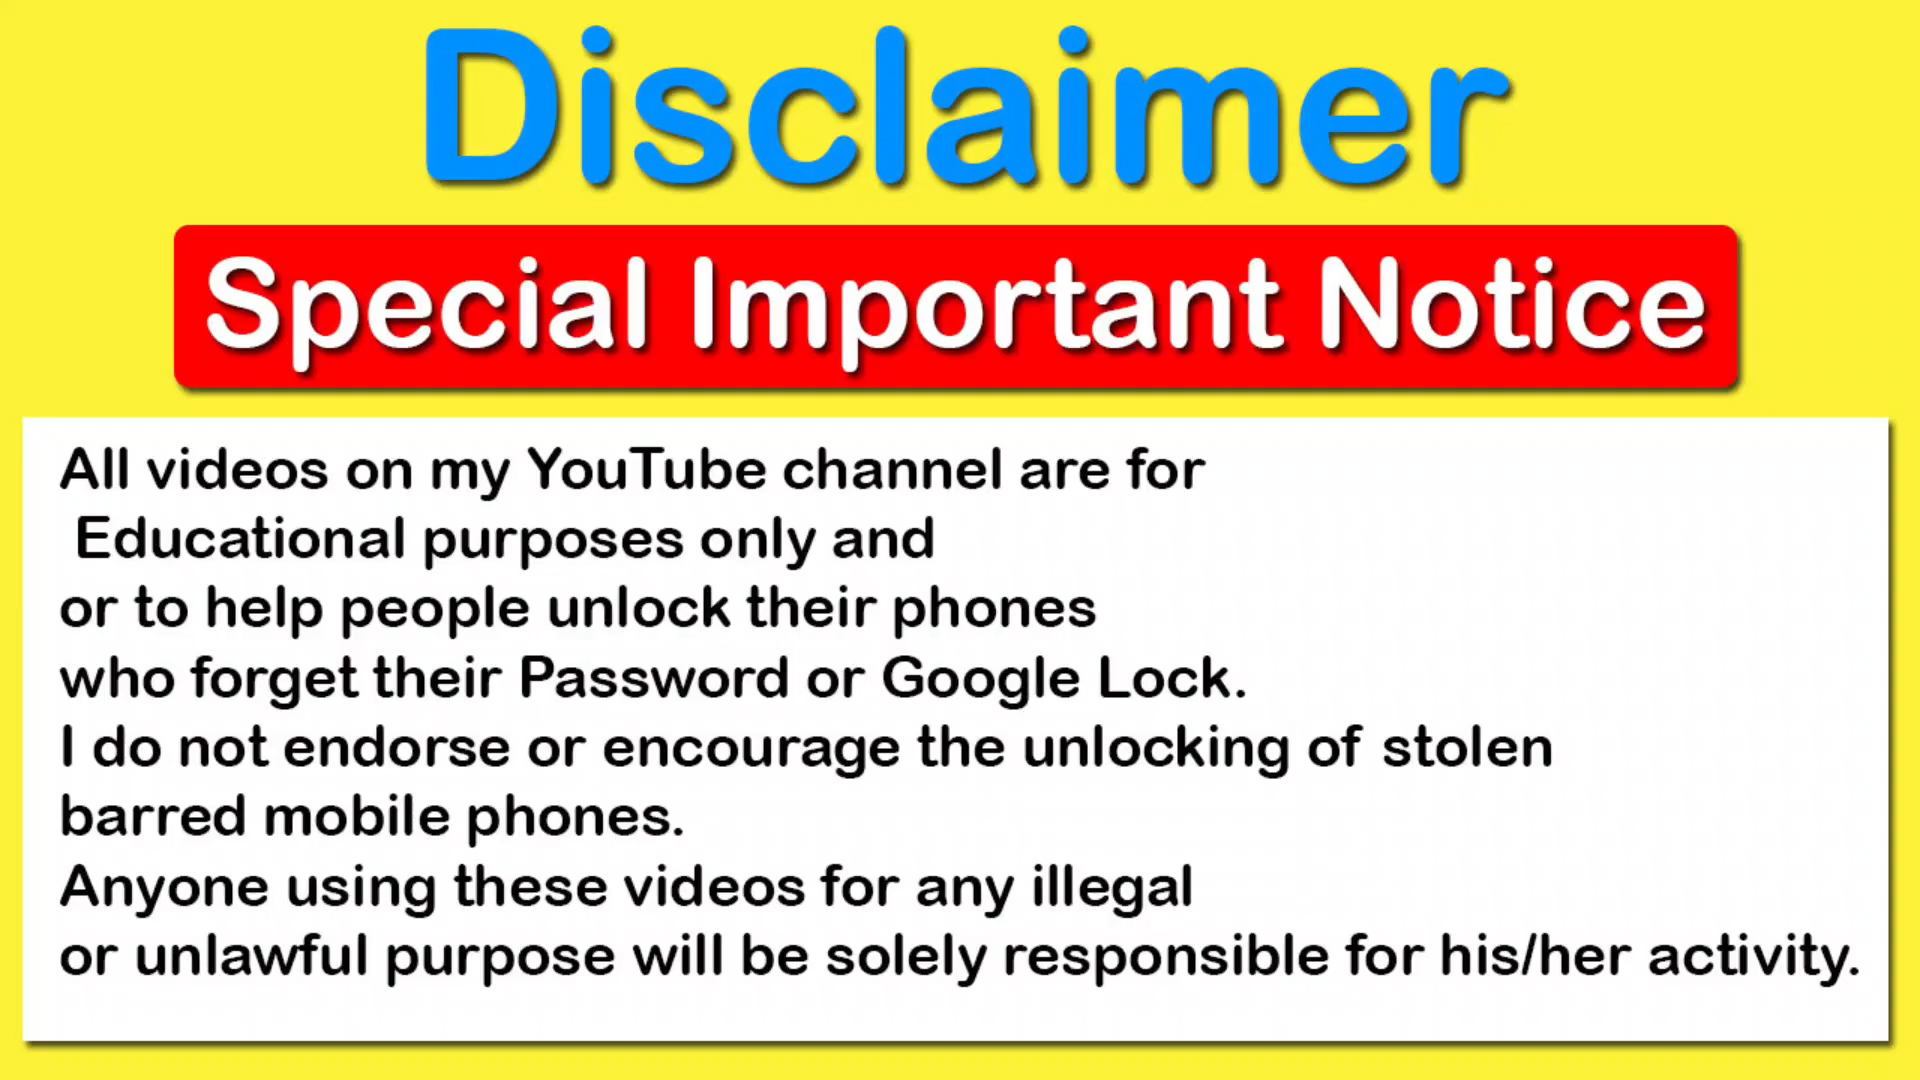 Disclaimer
Special Important Notice
All videos on my YouTube channel are for
Educational purposes only and
or to help people unlock their phones
who forget their Password or Google Lock.
I do not endorse or encourage the unlocking of stolen
barred mobile phones.
Anyone using these videos for any illegal
or unlawful purpose will be solely responsible for his/her activity.